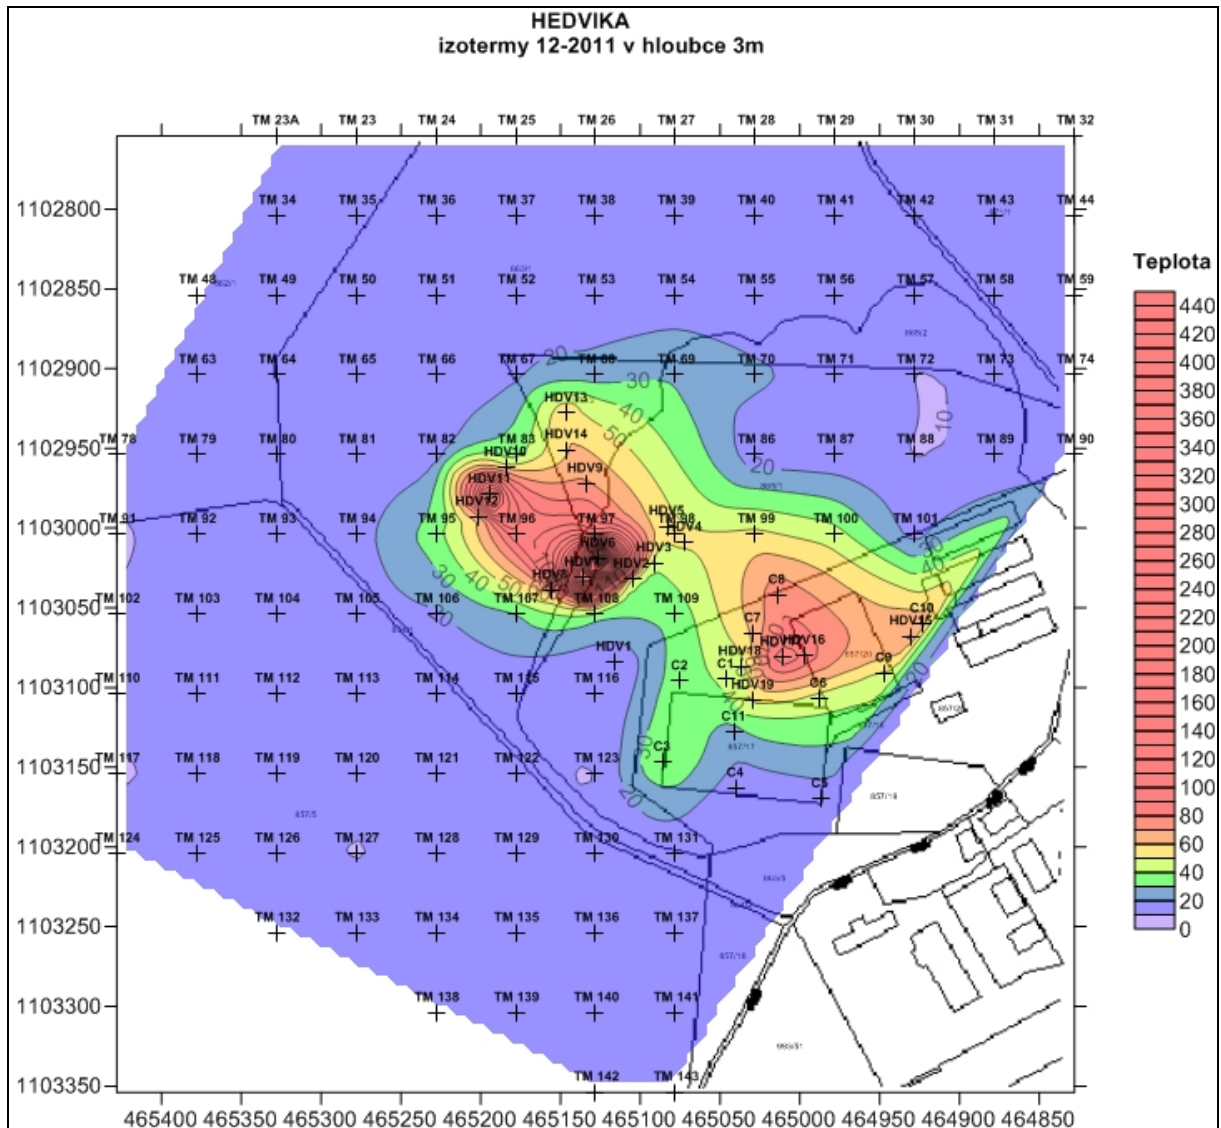 HEDVIKA
izotermy 12-2011 v hloubce 3m
TM 23A TM 23 TM 24 TM 25 TM 26 TM 27 TM 28 TM 29 TM 30 TM 31 TM 32
1102800 TM 34 TM 35 TM 36 TM 37 TM 38 TM 39 TM 40 TM 41 TM 42 TM 43 TM 44
1102850 TM 48 TM 49 TM 50 TM 51 TM 52 TM 53 TM 54 TM 55 TM 56 TM 57 TM 58 TM 59
Teplota
20
1102900 TM 63 TM 64 TM 65 TM 66 TM 67 TM 68 TM 69 TM 70 TM 71 TM 72 TM 73 TM 74
30
HDV13 40 10
50
HDV14
1102950 TM 78 TM 79 TM 80 TM 81 TM 82 TM 83 TM 86 TM 87 TM 88 TM 89 TM 90
HDV10
HDV9 20
HDV11
HDV12
HDV5
1103000 TM 91 TM 92 TM 93 TM 94 TM 95 TM 96 TM 97 TM 98 TM 99 TM 100 TM 101
HDV4
HDV6 HDV3 30
HDV2 40
30 40 50 HDV8 C8
1103050 TM 102 TM 103 TM 104 TM 105 TM 106 TM 107 TM 108 TM 109 C10
20 C7 HDV15
HDV1 HDV16
HDV18
C2 C1 C9
1103100 TM 110 TM 111 TM 112 TM 113 TM 114 TM 115 TM 116 HDV19 C6
C11
857/17
30 C3
1103150 TM 117 TM 118 TM 119 TM 120 TM 121 TM 122 TM 123 C4 C5
20
857/19
857/5
1103200 TM 124 TM 125 TM 126 TM 127 TM 128 TM 129 TM 130 TM 131
1103250 TM 132 TM 133 TM 134 TM 135 TM 136 TM 137
857/18
1103300 TM 138 TM 139 TM 140 TM 141
1103350 TM 142 TM 143
465400 465350 465300 465250 465200 465150 465100 465050 465000 464950 464900 464850
440
420
400
380
360
340
320
300
280
260
240
220
200
180
160
140
120
100
80
60
40
20
0